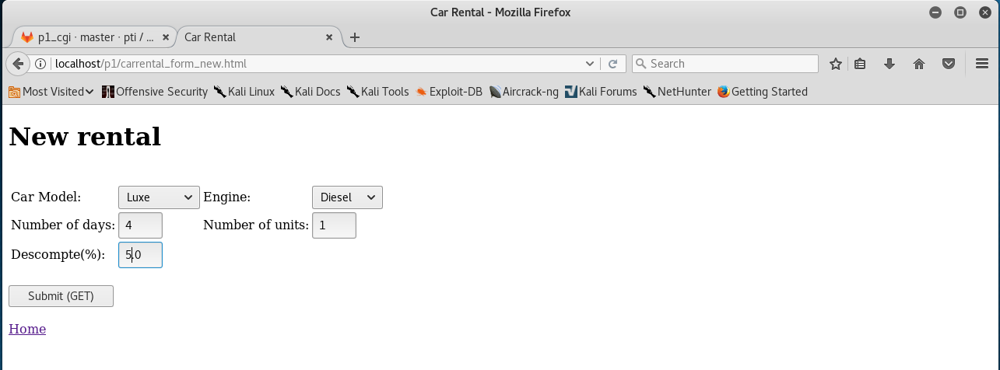 Car Rental - Mozilla Firefox
p1_cgi · master · pti / ... Car Rental
localhost/p1/carrental_form_new.html Search
Most Visited Offensive Security Kali Linux Kali Docs Kali Tools Exploit-DB Aircrack-ng Kali Forums NetHunter Getting Started
New rental
Car Model: Luxe Engine: Diesel
Number of days: 4 Number of units: 1
Descompte(%): 5.0
Submit (GET)
Home